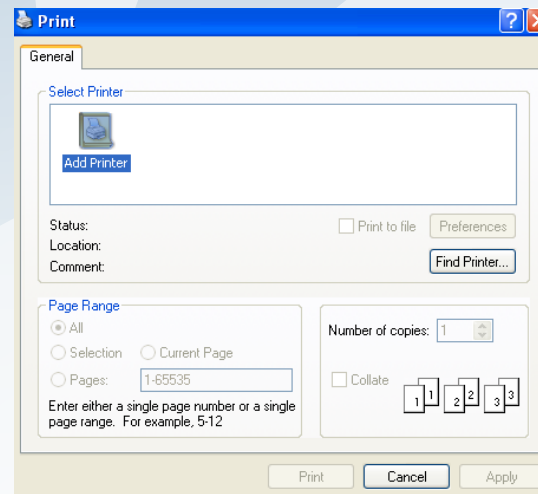 Print
General
Select Printer
Add Printer
Status:
Print to file
Preferences
Location:
Comment:
Find Printer...
Page Range
All
Selection
Current Page
Pages:
1-65535
Enter either a single page number or a single
page range. For example, 5-12
Number of copies:
1
Collate
1 1 2 2 3 3
Print
Cancel
Apply